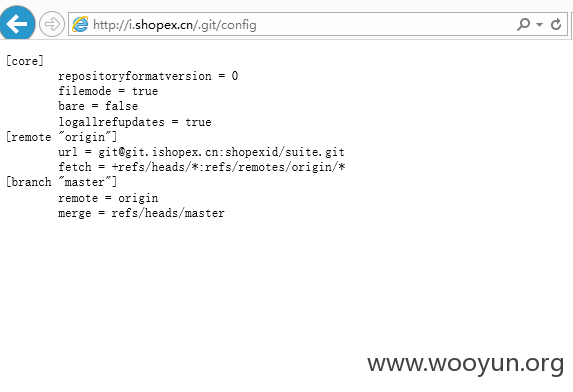 http://i.shopex.cn/.git/config
[core]
repositoryformatversion = 0
filemode = true
bare = false
logallrefupdates = true
[remote "origin"]
url = git@git.ishopex.cn:shopexid/suite.git
fetch = +refs/heads/*:refs/remotes/origin/*
[branch "master"]
remote = origin
merge = refs/heads/master
www.wooyun.org